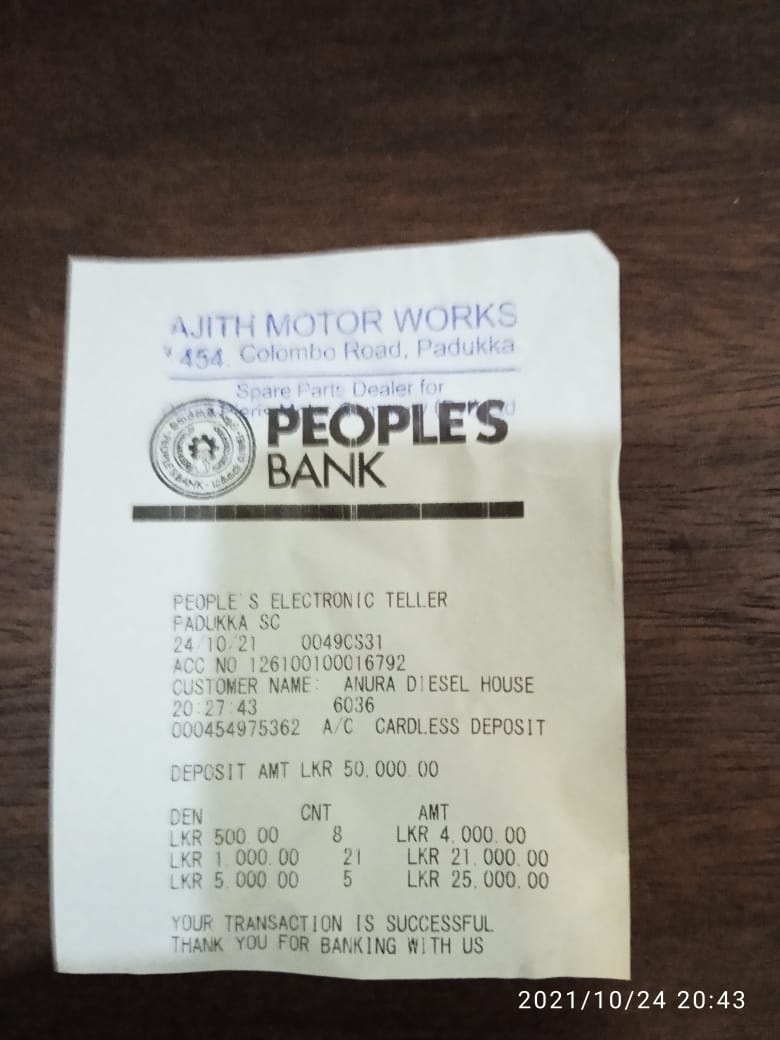 AJITH MOTOR WORKS
454, Colombo Road, Padukka
Spare Parts Dealer for
PEOPLE'S
BANK
PEOPLE'S BANK
PEOPLE'S ELECTRONIC TELLER
PADUKKA SC
24/10/21 0049CS31
ACC NO 126100100016792
CUSTOMER NAME: ANURA DIESEL HOUSE
20:27:43 6036
000454975362 A/C CARDLESS DEPOSIT
DEPOSIT AMT LKR 50,000.00
DEN CNT AMT
LKR 500.00 8 LKR 4,000.00
LKR 1,000.00 21 LKR 21,000.00
LKR 5,000.00 5 LKR 25,000.00
YOUR TRANSACTION IS SUCCESSFUL
THANK YOU FOR BANKING WITH US
2021/10/24 20:43